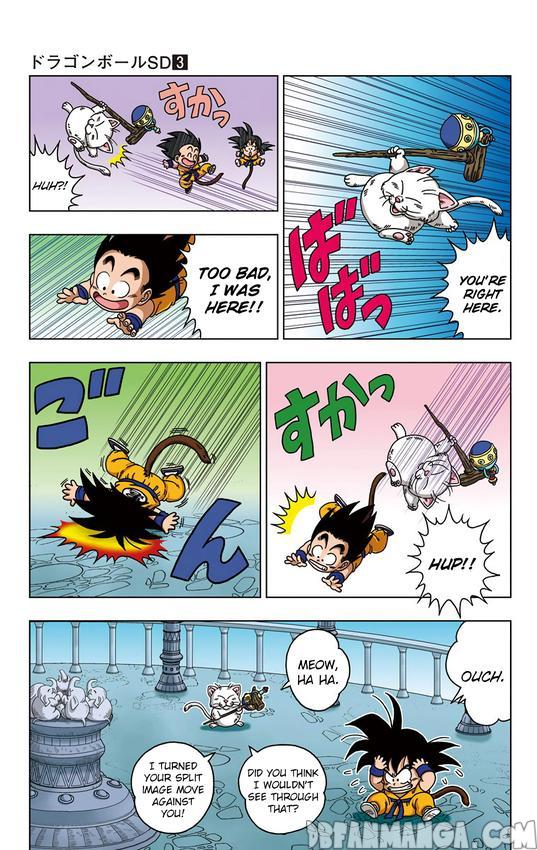 ドラゴンボールSD3
YOU'RE
RIGHT
HERE.
ばばっ
すかっ
HUH?!
TOO BAD,
I WAS
HERE!!
すかっ
HUP!!
ごん
OUCH.
MEOW,
HA HA.
DID YOU THINK
I WOULDN'T
SEE THROUGH
THAT?
I TURNED
YOUR SPLIT
IMAGE MOVE
AGAINST
YOU!
DBFANMANGA.COM